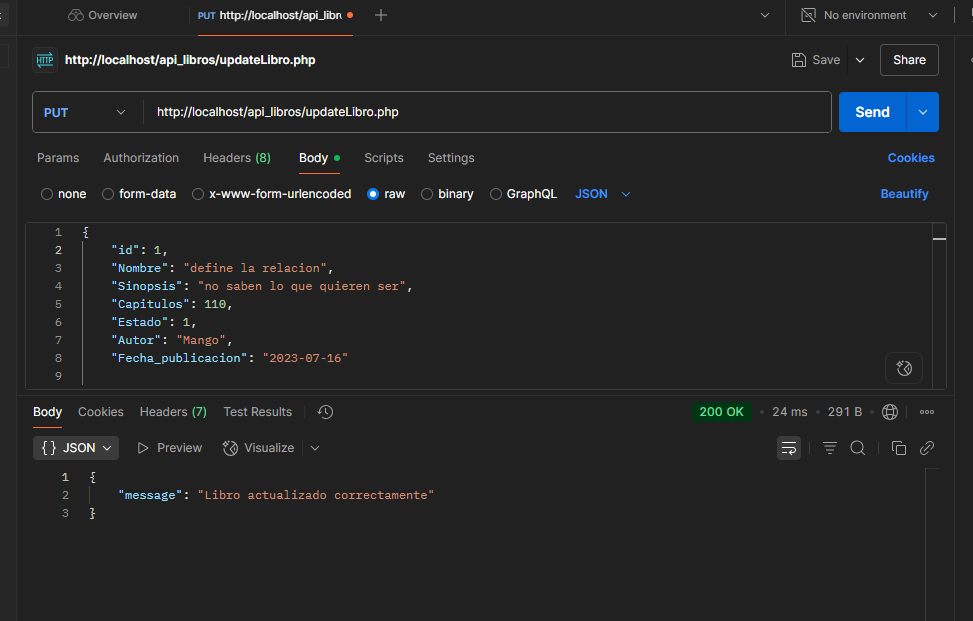 Overview PUT http://localhost/api_libr No environment
HTTP http://localhost/api_libros/updateLibro.php Save Share
PUT http://localhost/api_libros/updateLibro.php Send
Params Authorization Headers (8) Body Scripts Settings Cookies
none form-data x-www-form-urlencoded raw binary GraphQL JSON Beautify
1 {
2 "id": 1,
3 "Nombre": "define la relacion",
4 "Sinopsis": "no saben lo que quieren ser",
5 "Capitulos": 110,
6 "Estado": 1,
7 "Autor": "Mango",
8 "Fecha_publicacion": "2023-07-16"
9
Body Cookies Headers (7) Test Results 200 OK • 24 ms • 291 B •
{} JSON Preview Visualize
1 {
2 "message": "Libro actualizado correctamente"
3 }